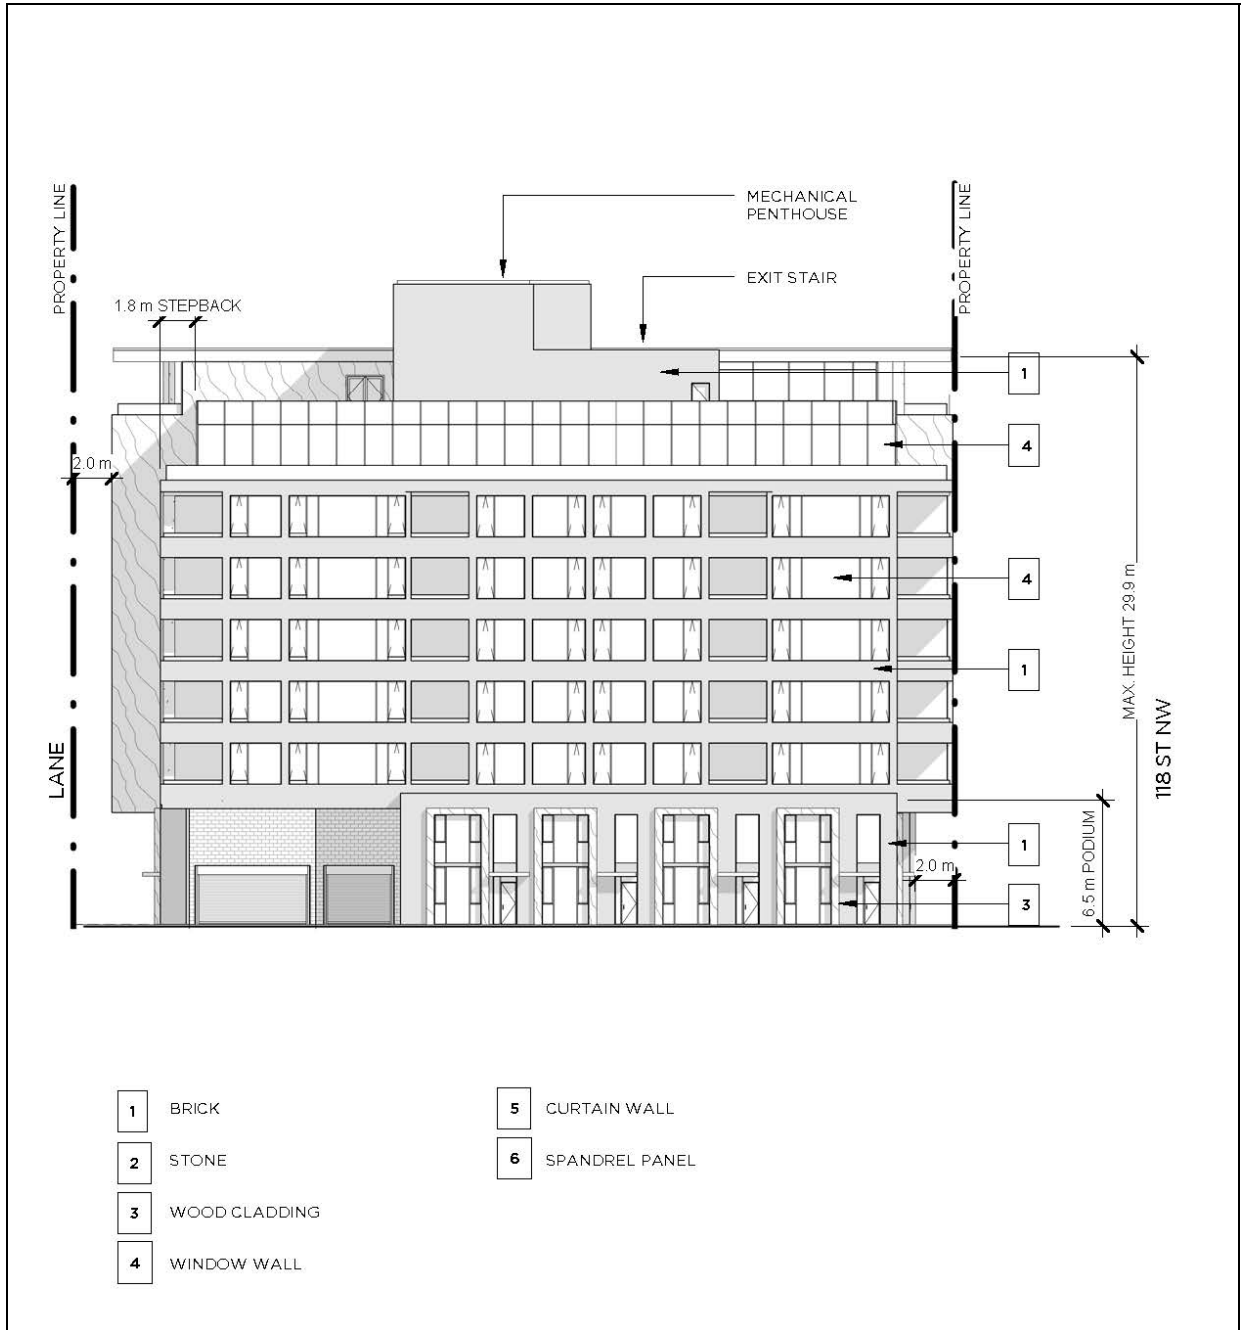 PROPERTY LINE
MECHANICAL
PENTHOUSE
PROPERTY LINE
EXIT STAIR
1.8 m STEPBACK
1
4
2.0 m
4
MAX. HEIGHT 29.9 m
1
LANE
118 ST NW
1
6.5 m PODIUM
2.0 m
3
1 BRICK
2 STONE
3 WOOD CLADDING
4 WINDOW WALL
5 CURTAIN WALL
6 SPANDREL PANEL